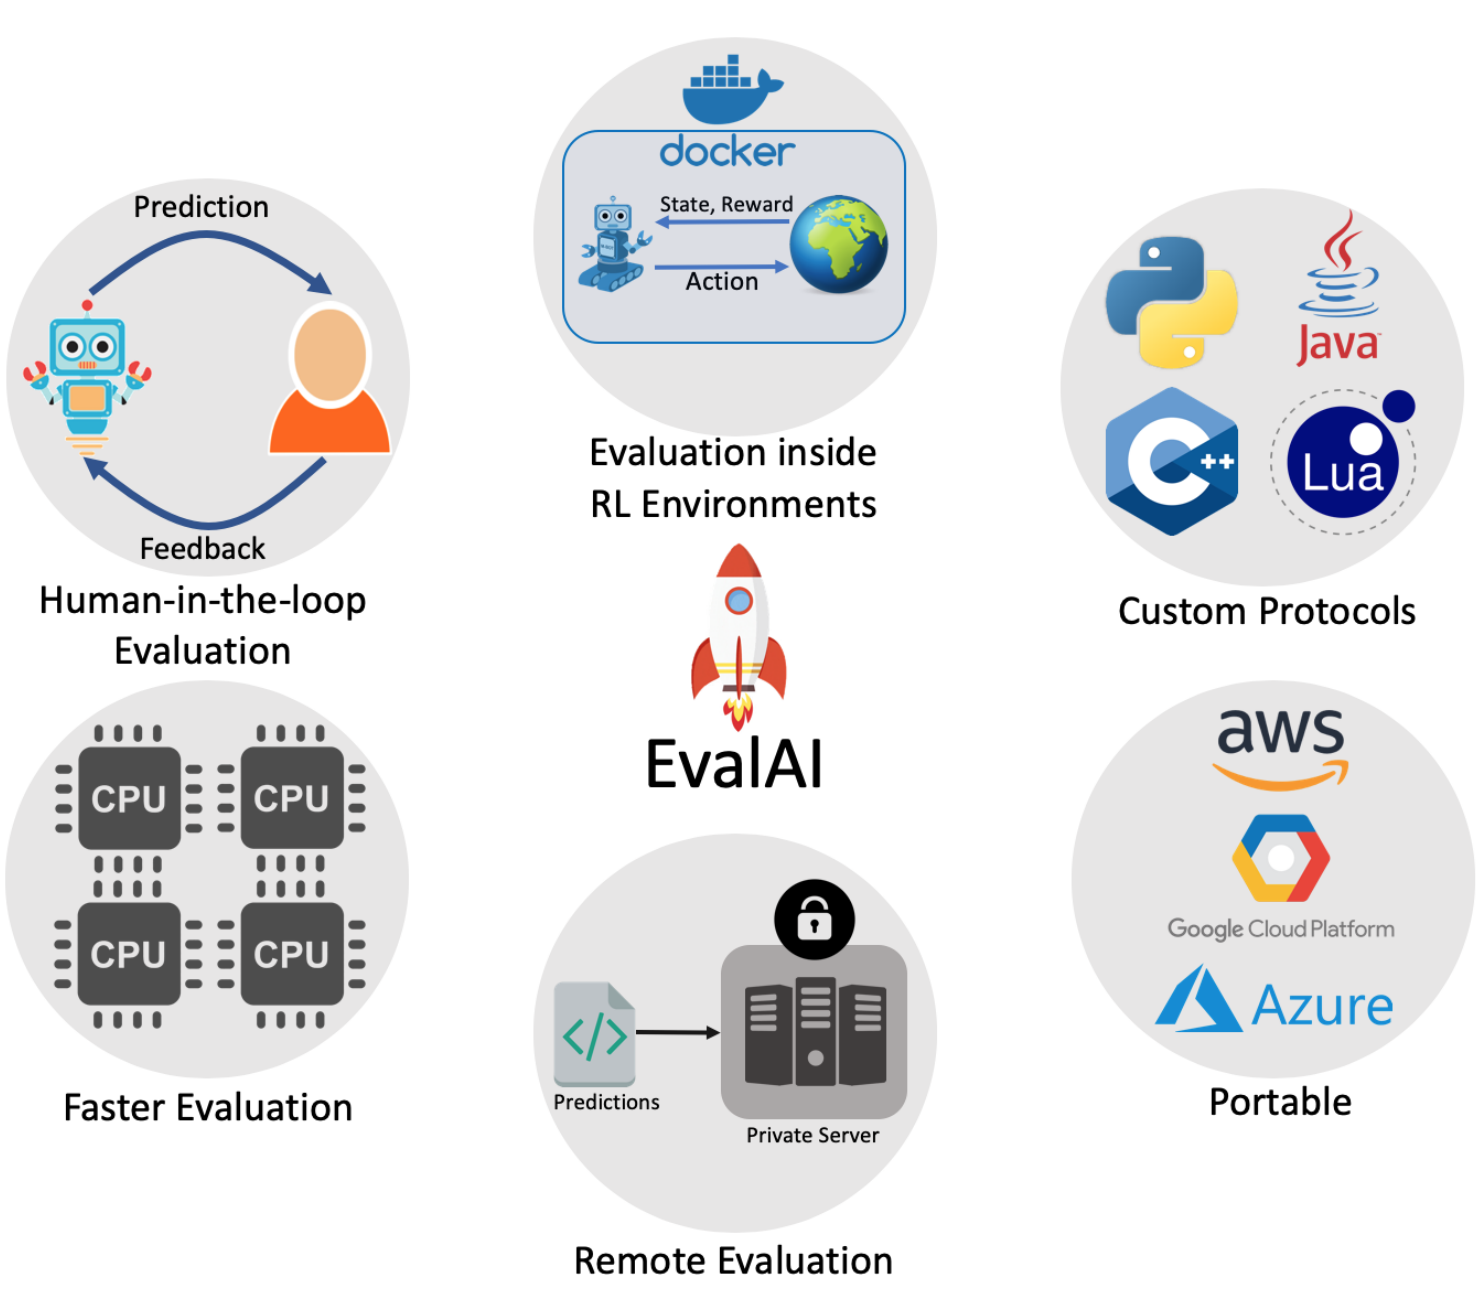 docker
State, Reward
Action
Evaluation inside
RL Environments
Prediction
Feedback
Human-in-the-loop
Evaluation
Java
C++
Lua
Custom Protocols
EvalAI
CPU
CPU
CPU
CPU
Faster Evaluation
</>
Predictions
Private Server
Remote Evaluation
aws
Google Cloud Platform
Azure
Portable